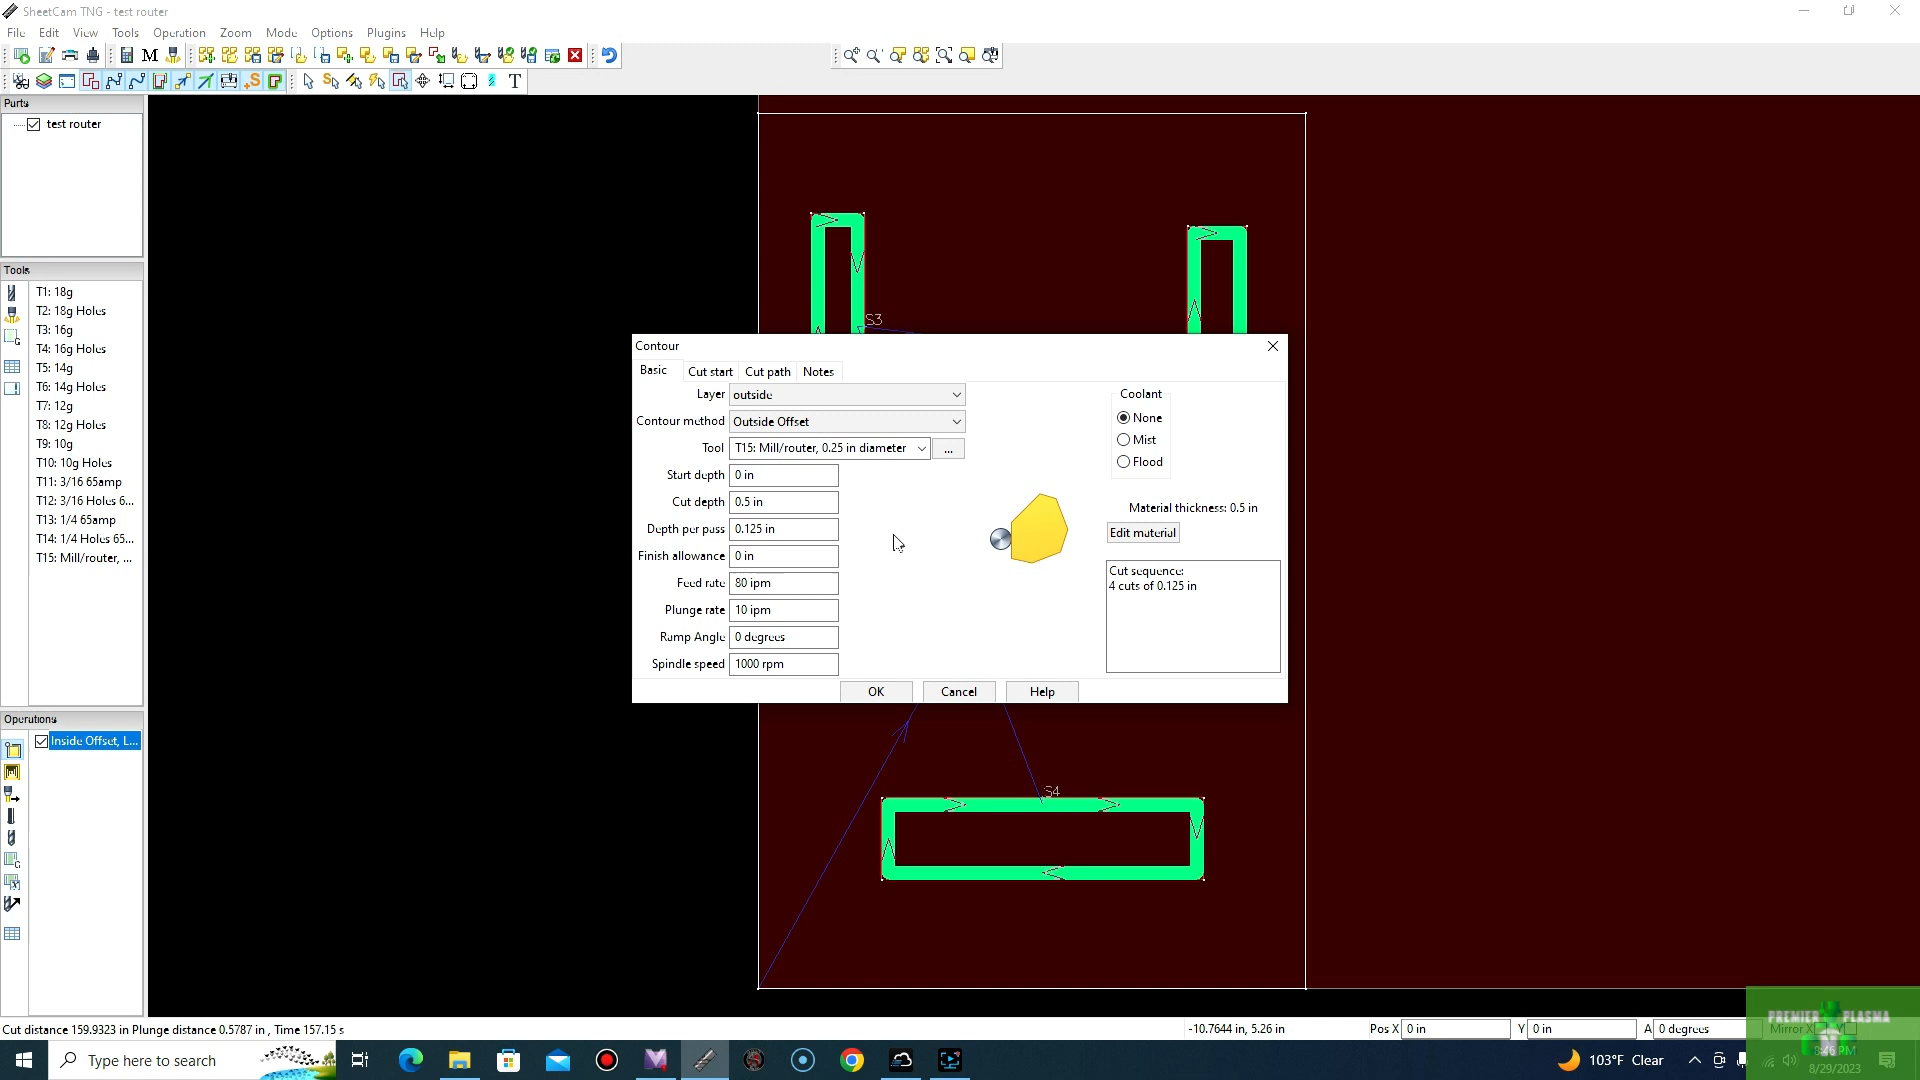 SheetCam TNG - test router
File Edit View Tools Operation Zoom Mode Options Plugins Help
M
S T
Parts
test router
Tools
T1: 18g
T2: 18g Holes
T3: 16g
T4: 16g Holes
T5: 14g
T6: 14g Holes
T7: 12g
T8: 12g Holes
T9: 10g
T10: 10g Holes
T11: 3/16 65amp
T12: 3/16 Holes 6...
T13: 1/4 65amp
T14: 1/4 Holes 65...
T15: Mill/router, ...
Operations
Inside Offset, L...
S3
Contour
Basic Cut start Cut path Notes
Layer outside
Contour method Outside Offset
Tool T15: Mill/router, 0.25 in diameter ...
Start depth 0 in
Cut depth 0.5 in
Depth per pass 0.125 in
Finish allowance 0 in
Feed rate 80 ipm
Plunge rate 10 ipm
Ramp Angle 0 degrees
Spindle speed 1000 rpm
Coolant
None
Mist
Flood
Material thickness: 0.5 in
Edit material
Cut sequence:
4 cuts of 0.125 in
OK Cancel Help
S4
Cut distance 159.9323 in Plunge distance 0.5787 in , Time 157.15 s
-10.7644 in, 5.26 in
Pos X 0 in Y 0 in A 0 degrees Mirror X Y
PREMIER PLASMA
Type here to search
103°F Clear
8:46 PM
8/29/2023